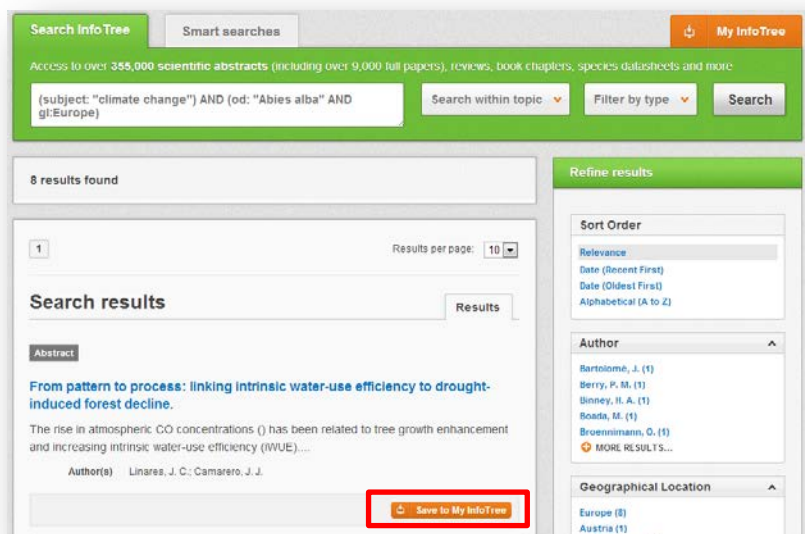 Search InfoTree
Smart searches
My InfoTree
Access to over 355,000 scientific abstracts (including over 9,000 full papers), reviews, book chapters, species datasheets and more
(subject: "climate change") AND (od: "Abies alba" AND
gl:Europe)
Search within topic
Filter by type
Search
8 results found
1
Results per page: 10
Search results
Results
Abstract
From pattern to process: linking intrinsic water-use efficiency to drought-
induced forest decline.
The rise in atmospheric CO concentrations () has been related to tree growth enhancement
and increasing intrinsic water-use efficiency (iWUE)....
Author(s) Linares, J. C.; Camarero, J. J.
Save to My InfoTree
Refine results
Sort Order
Relevance
Date (Recent First)
Date (Oldest First)
Alphabetical (A to Z)
Author
Bartolomé, J. (1)
Berry, P. M. (1)
Binney, H. A. (1)
Boada, M. (1)
Broennimann, O. (1)
MORE RESULTS...
Geographical Location
Europe (8)
Austria (1)